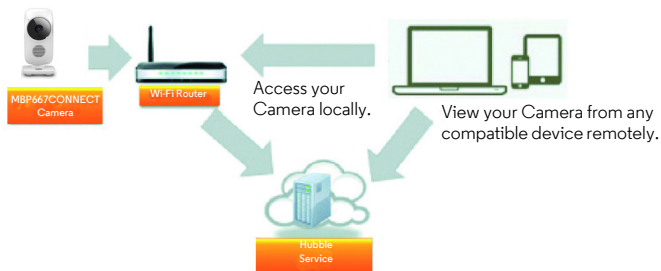 MBP667CONNECT
Camera
Wi-Fi Router
Access your
Camera locally.
View your Camera from any
compatible device remotely.
Hubble
Service